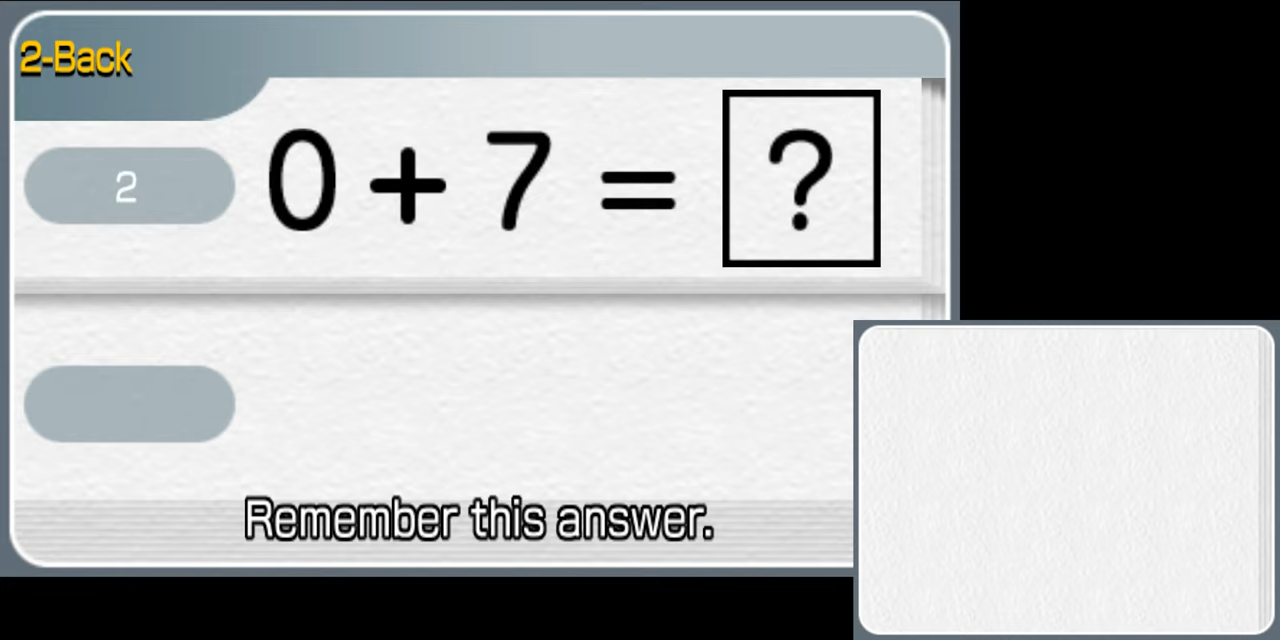 2-Back
2
0 + 7 = ?
Remember this answer.